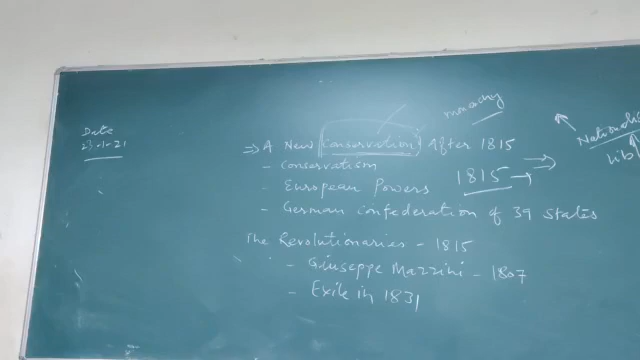 Date
23-1-21
monarchy
⇒ A New Conservation After 1815
- Conservatism
- European Powers 1815 →
- German Confederation of 39 States
The Revolutionaries - 1815
- Giuseppe Mazzini - 1807
- Exile in 1831